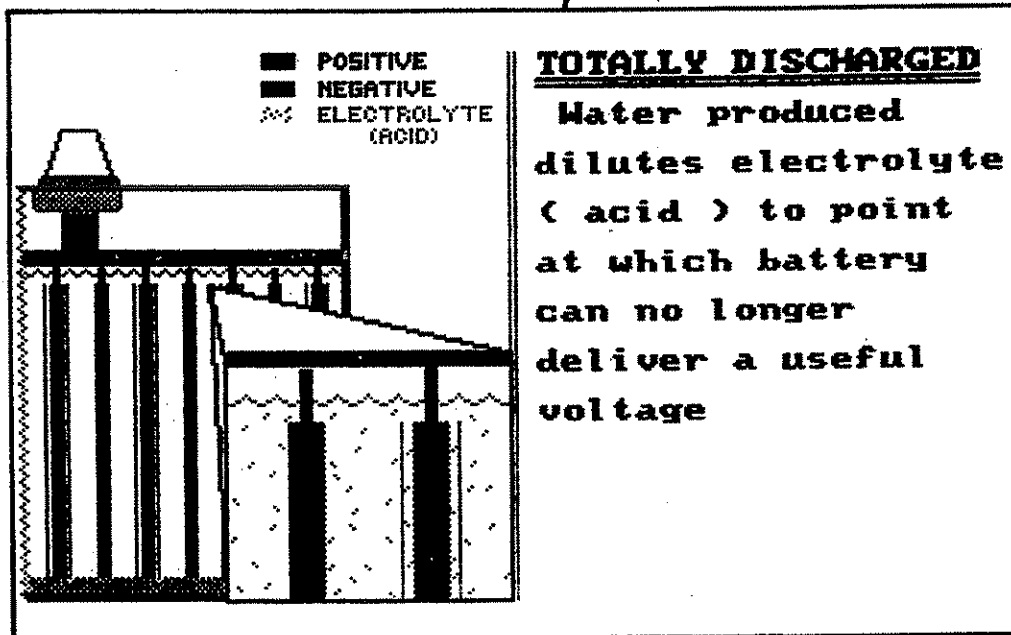 POSITIVE
NEGATIVE
ELECTROLYTE
(ACID)
TOTALLY DISCHARGED
Water produced
dilutes electrolyte
( acid ) to point
at which battery
can no longer
deliver a useful
voltage